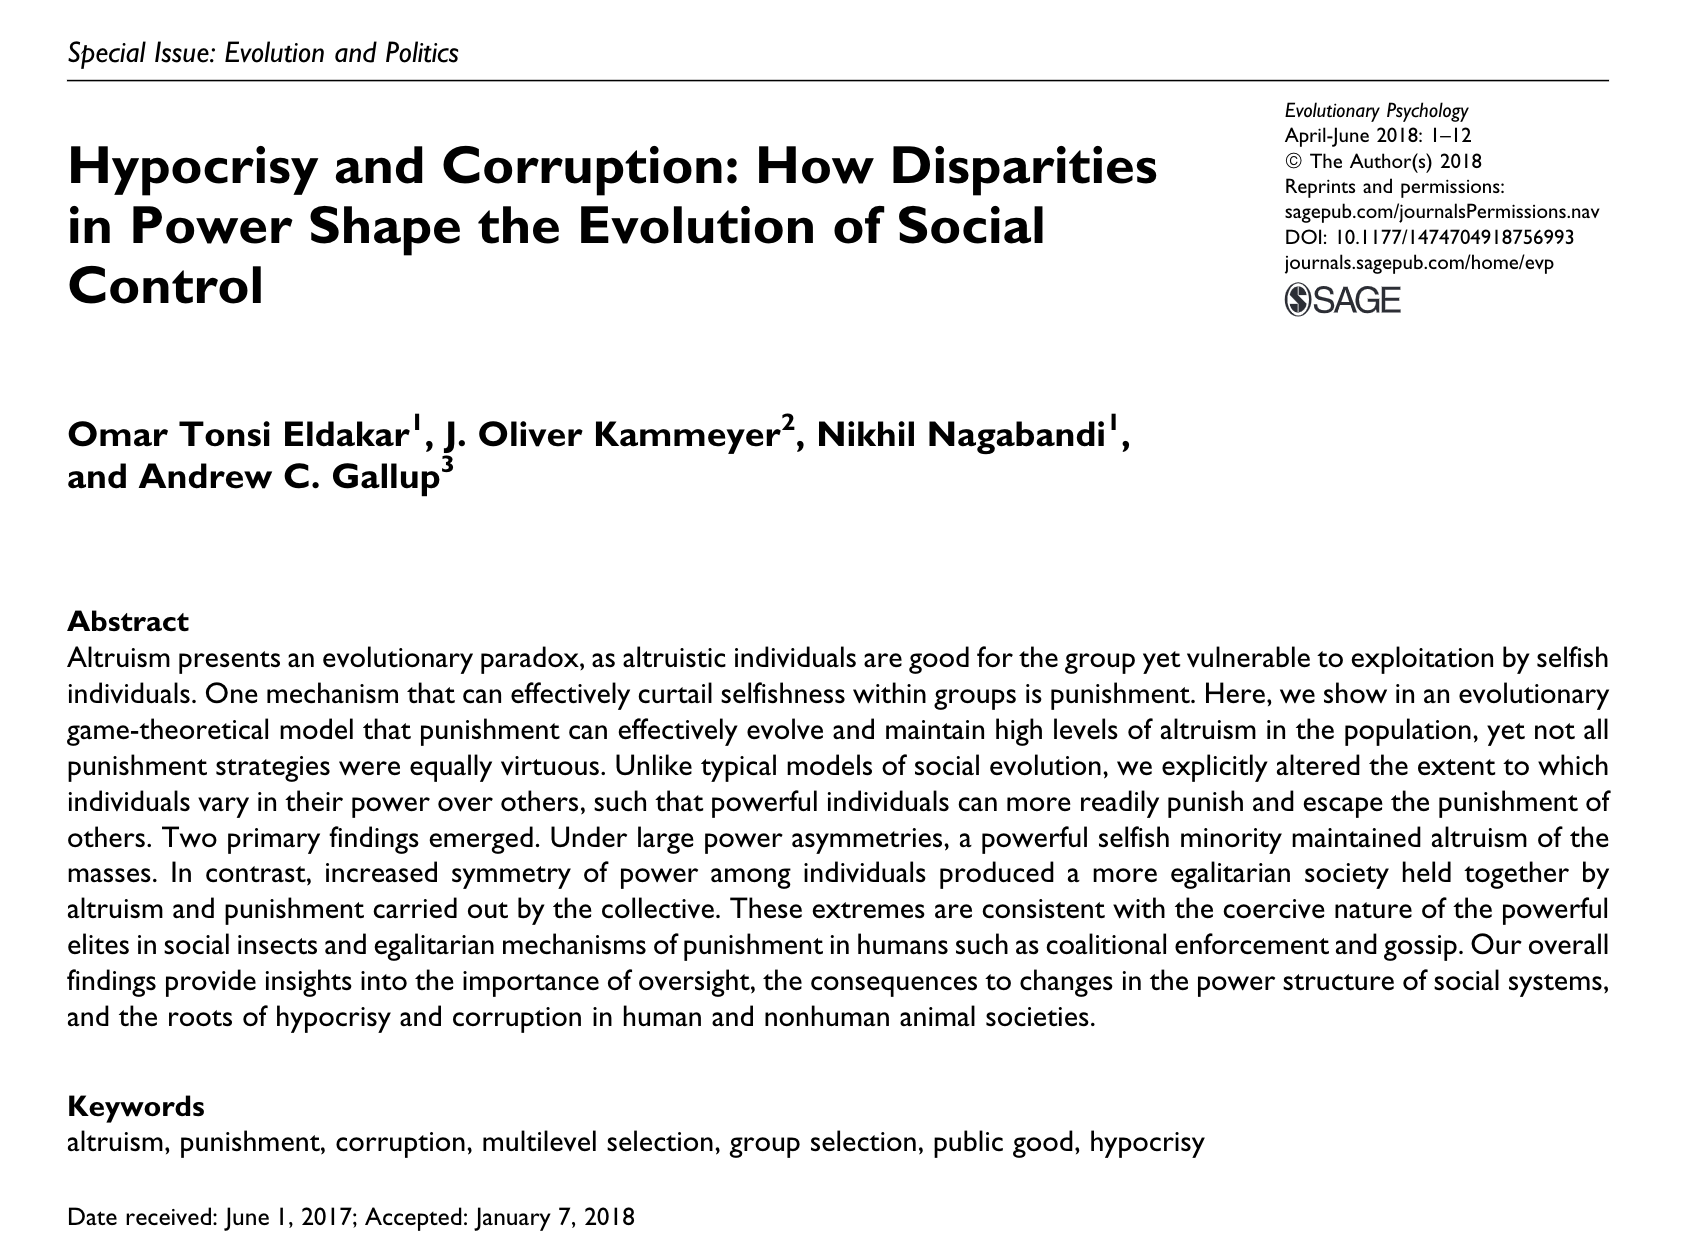 Special Issue: Evolution and Politics
Hypocrisy and Corruption: How Disparities
in Power Shape the Evolution of Social
Control
Evolutionary Psychology
April-June 2018: 1–12
© The Author(s) 2018
Reprints and permissions:
sagepub.com/journalsPermissions.nav
DOI: 10.1177/1474704918756993
journals.sagepub.com/home/evp
SAGE
Omar Tonsi Eldakar1, J. Oliver Kammeyer2, Nikhil Nagabandi1,
and Andrew C. Gallup3
Abstract
Altruism presents an evolutionary paradox, as altruistic individuals are good for the group yet vulnerable to exploitation by selfish
individuals. One mechanism that can effectively curtail selfishness within groups is punishment. Here, we show in an evolutionary
game-theoretical model that punishment can effectively evolve and maintain high levels of altruism in the population, yet not all
punishment strategies were equally virtuous. Unlike typical models of social evolution, we explicitly altered the extent to which
individuals vary in their power over others, such that powerful individuals can more readily punish and escape the punishment of
others. Two primary findings emerged. Under large power asymmetries, a powerful selfish minority maintained altruism of the
masses. In contrast, increased symmetry of power among individuals produced a more egalitarian society held together by
altruism and punishment carried out by the collective. These extremes are consistent with the coercive nature of the powerful
elites in social insects and egalitarian mechanisms of punishment in humans such as coalitional enforcement and gossip. Our overall
findings provide insights into the importance of oversight, the consequences to changes in the power structure of social systems,
and the roots of hypocrisy and corruption in human and nonhuman animal societies.
Keywords
altruism, punishment, corruption, multilevel selection, group selection, public good, hypocrisy
Date received: June 1, 2017; Accepted: January 7, 2018